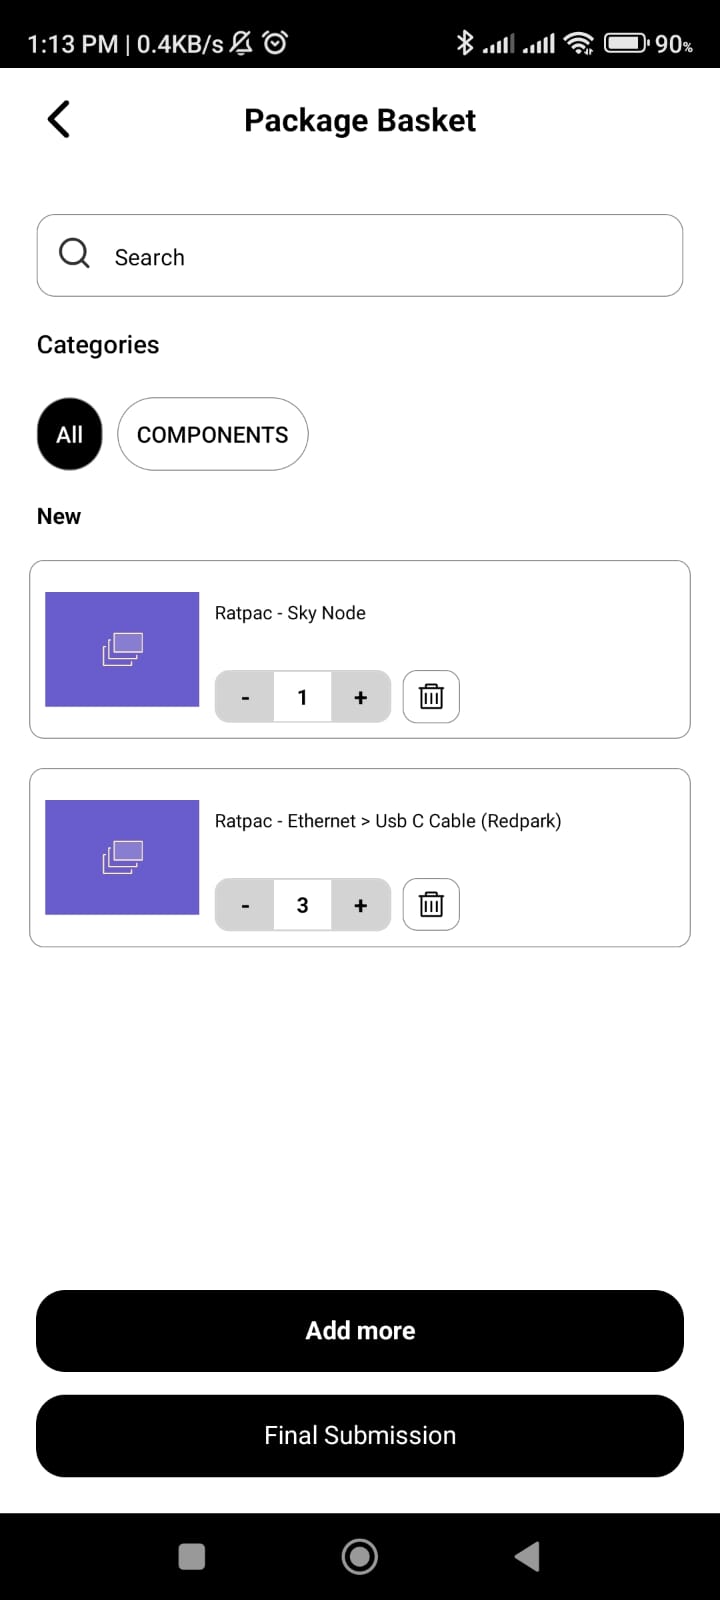 1:13 PM | 0.4KB/s 90%
Package Basket
Search
Categories
All COMPONENTS
New
Ratpac - Sky Node
- 1 +
Ratpac - Ethernet > Usb C Cable (Redpark)
- 3 +
Add more
Final Submission